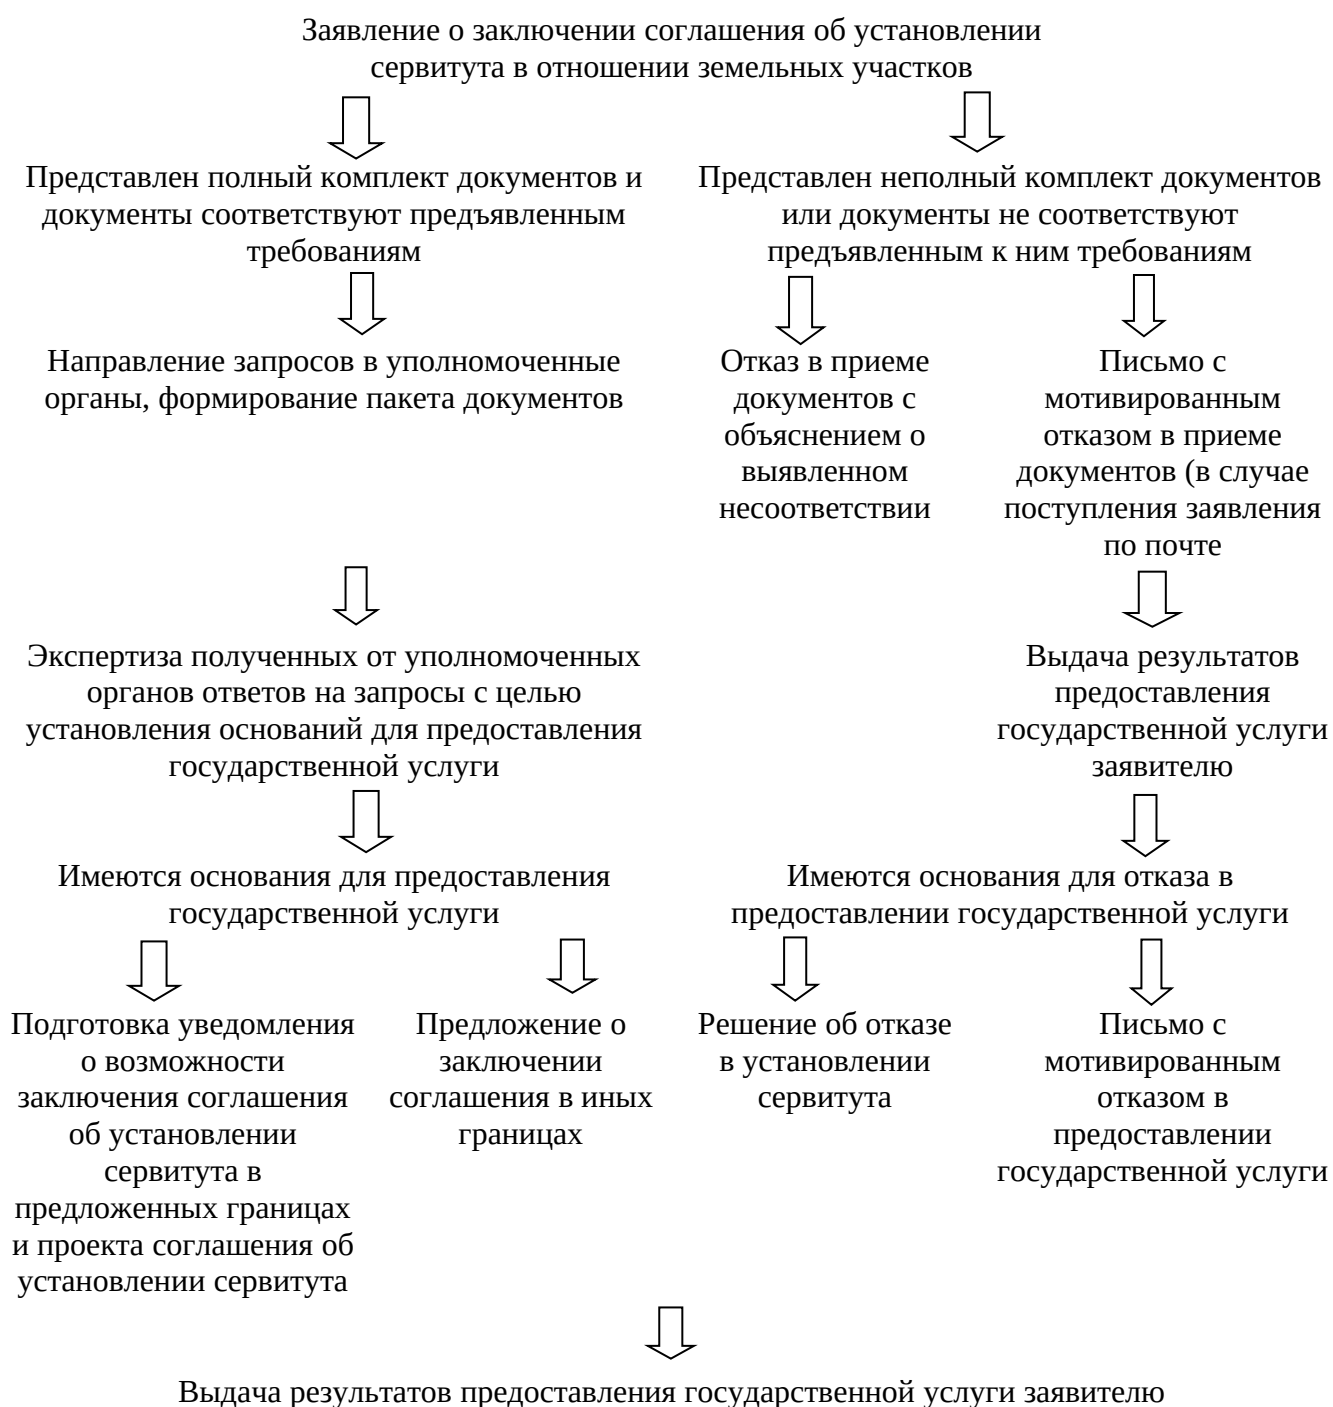 Заявление о заключении соглашения об установлении
сервитута в отношении земельных участков
Представлен полный комплект документов и
документы соответствуют предъявленным
требованиям
Представлен неполный комплект документов
или документы не соответствуют
предъявленным к ним требованиям
Направление запросов в уполномоченные
органы, формирование пакета документов
Отказ в приеме
документов с
объяснением о
выявленном
несоответствии
Письмо с
мотивированным
отказом в приеме
документов (в случае
поступления заявления
по почте
Экспертиза полученных от уполномоченных
органов ответов на запросы с целью
установления оснований для предоставления
государственной услуги
Выдача результатов
предоставления
государственной услуги
заявителю
Имеются основания для предоставления
государственной услуги
Имеются основания для отказа в
предоставлении государственной услуги
Подготовка уведомления
о возможности
заключения соглашения
об установлении
сервитута в
предложенных границах
и проекта соглашения об
установлении сервитута
Предложение о
заключении
соглашения в иных
границах
Решение об отказе
в установлении
сервитута
Письмо с
мотивированным
отказом в
предоставлении
государственной услуги
Выдача результатов предоставления государственной услуги заявителю